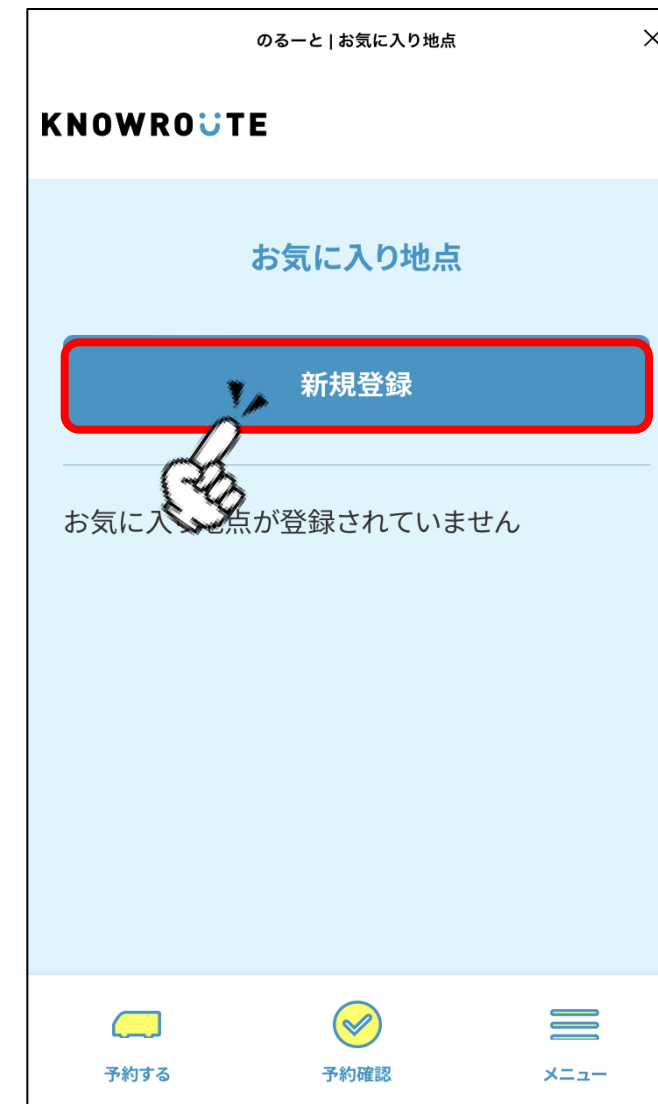 のるーと | お気に入り地点
KNOWROUTE
お気に入り地点
新規登録
お気に入り地点が登録されていません
予約する
予約確認
メニュー